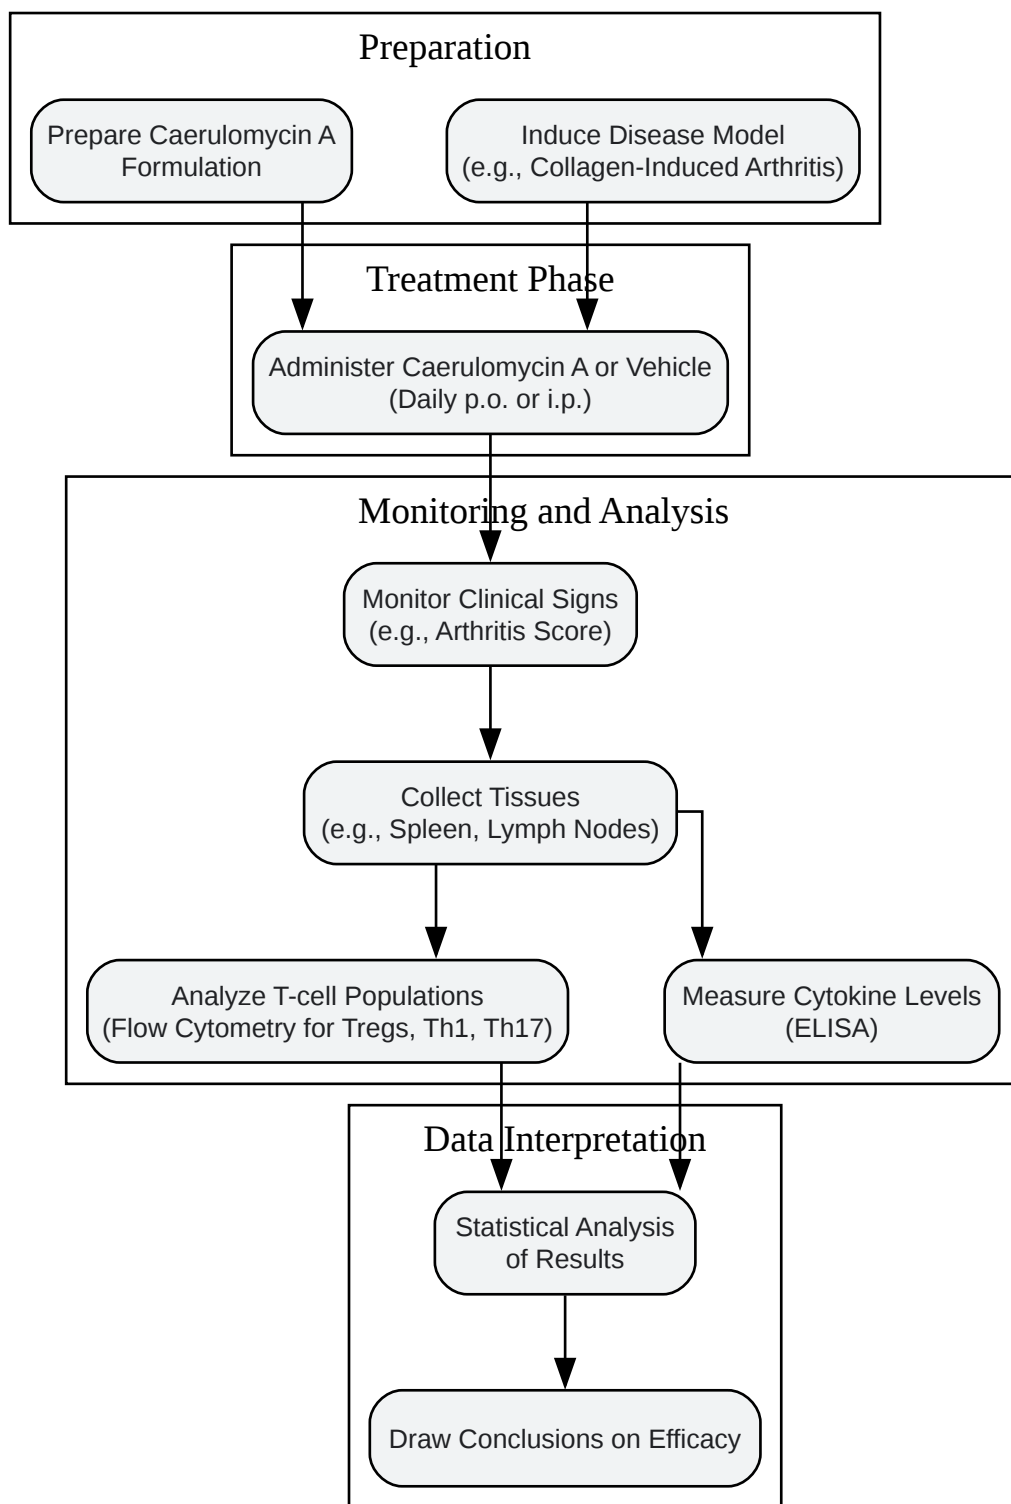 Preparation
Prepare Caerulomycin A
Formulation
Induce Disease Model
(e.g., Collagen-Induced Arthritis)
Treatment Phase
Administer Caerulomycin A or Vehicle
(Daily p.o. or i.p.)
Monitoring and Analysis
Monitor Clinical Signs
(e.g., Arthritis Score)
Collect Tissues
(e.g., Spleen, Lymph Nodes)
Analyze T-cell Populations
(Flow Cytometry for Tregs, Th1, Th17)
Measure Cytokine Levels
(ELISA)
Data Interpretation
Statistical Analysis
of Results
Draw Conclusions on Efficacy